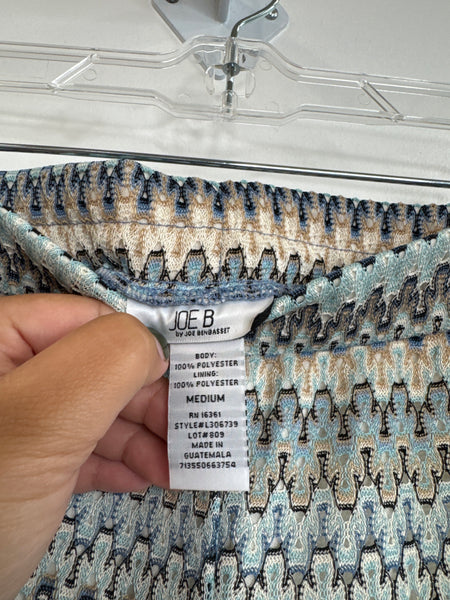 JOE B
BY JOE BENBASSET
BODY:
100% POLYESTER
LINING:
100% POLYESTER
MEDIUM
RN 16361
STYLE#L306739
LOT#809
MADE IN
GUATEMALA
713550663754